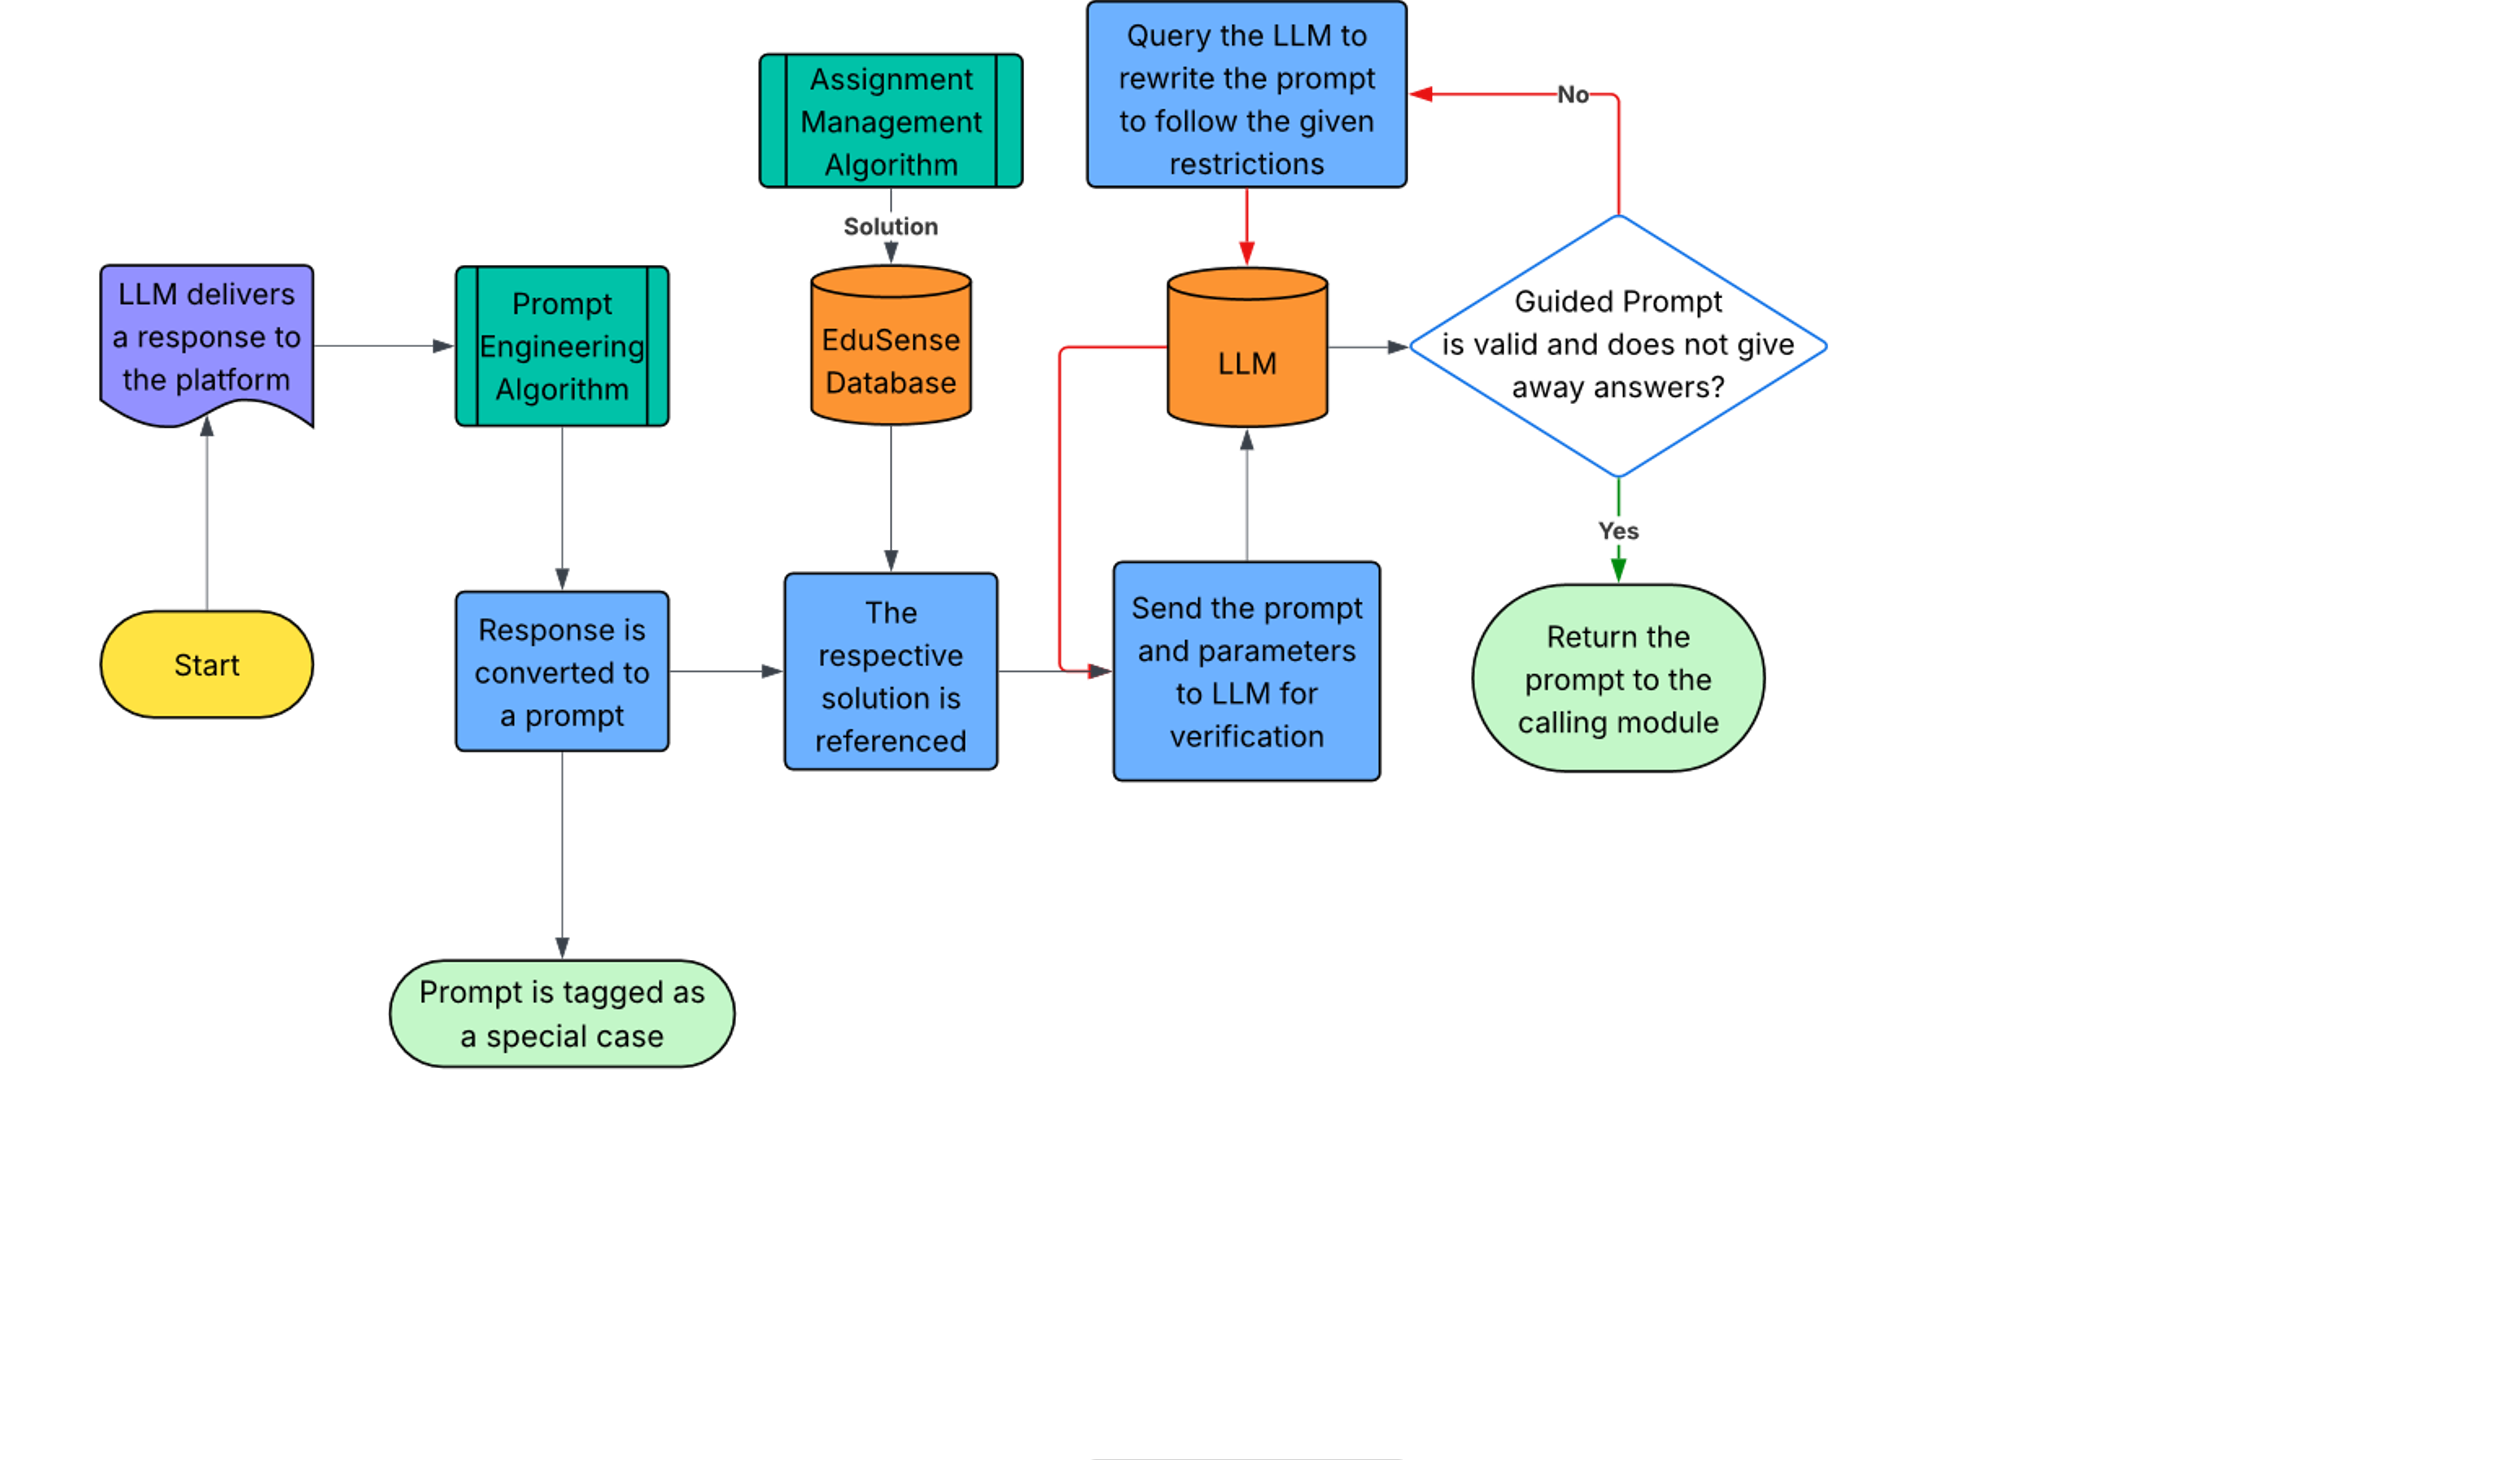 Query the LLM to
rewrite the prompt
to follow the given
restrictions
No
Assignment
Management
Algorithm
Solution
LLM delivers
a response to
the platform
Prompt
Engineering
Algorithm
EduSense
Database
LLM
Guided Prompt
is valid and does not give
away answers?
Yes
Start
Response is
converted to
a prompt
The
respective
solution is
referenced
Send the prompt
and parameters
to LLM for
verification
Return the
prompt to the
calling module
Prompt is tagged as
a special case